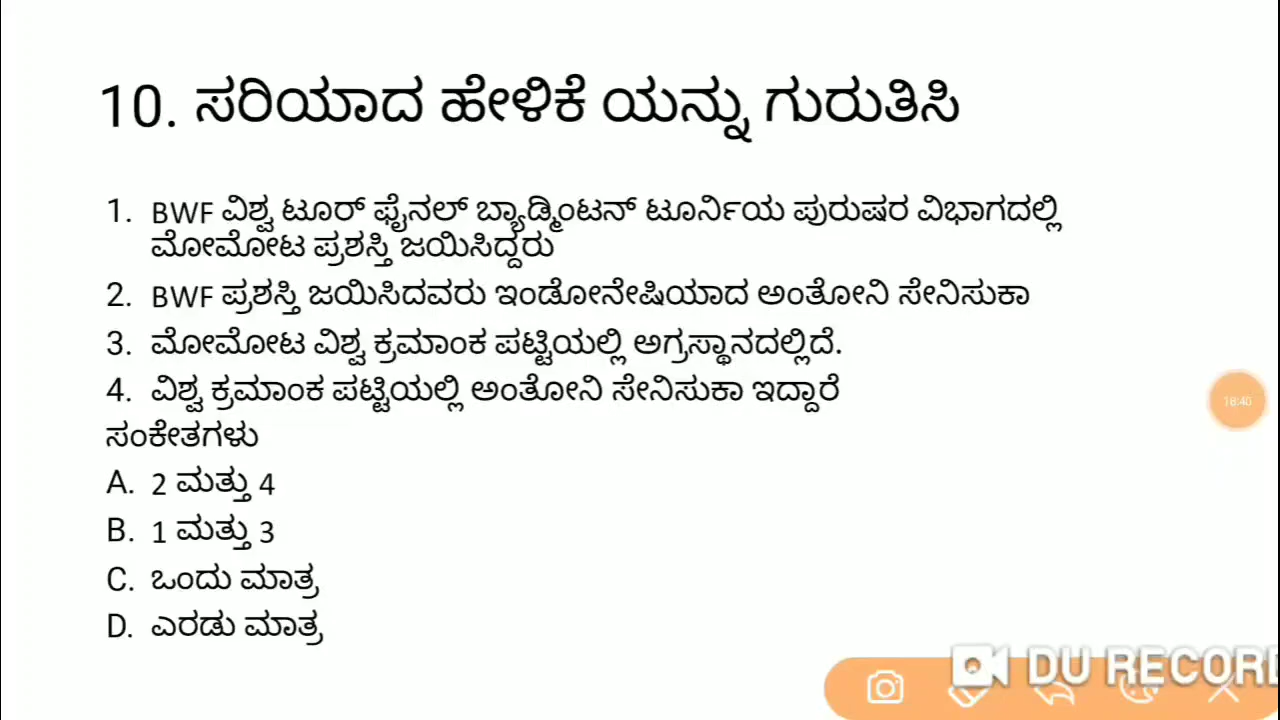 10. ಸರಿಯಾದ ಹೇಳಿಕೆ ಯನ್ನು ಗುರುತಿಸಿ
1. BWF ವಿಶ್ವ ಟೂರ್ ಫೈನಲ್ ಬ್ಯಾಡ್ಮಿಂಟನ್ ಟೂರ್ನಿಯ ಪುರುಷರ ವಿಭಾಗದಲ್ಲಿ
ಮೋಮೋಟ ಪ್ರಶಸ್ತಿ ಜಯಿಸಿದ್ದರು
2. BWF ಪ್ರಶಸ್ತಿ ಜಯಿಸಿದವರು ಇಂಡೋನೇಷಿಯಾದ ಅಂತೋನಿ ಸೇನಿಸುಕಾ
3. ಮೋಮೋಟ ವಿಶ್ವ ಕ್ರಮಾಂಕ ಪಟ್ಟಿಯಲ್ಲಿ ಅಗ್ರಸ್ಥಾನದಲ್ಲಿದೆ.
4. ವಿಶ್ವ ಕ್ರಮಾಂಕ ಪಟ್ಟಿಯಲ್ಲಿ ಅಂತೋನಿ ಸೇನಿಸುಕಾ ಇದ್ದಾರೆ
ಸಂಕೇತಗಳು
A. 2 ಮತ್ತು 4
B. 1 ಮತ್ತು 3
C. ಒಂದು ಮಾತ್ರ
D. ಎರಡು ಮಾತ್ರ
18:45
DU RECORD